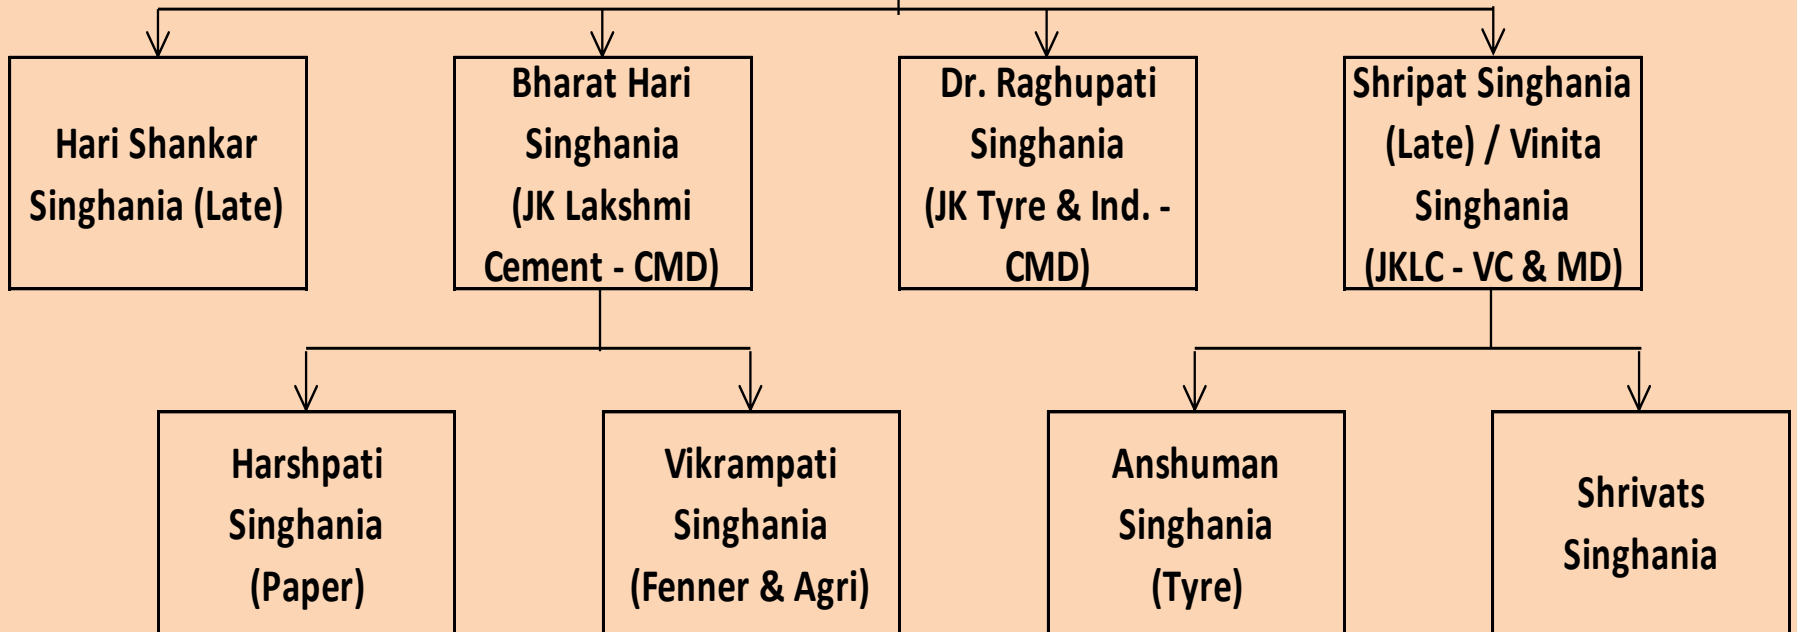 Hari Shankar
Singhania (Late)
Bharat Hari
Singhania
(JK Lakshmi
Cement - CMD)
Dr. Raghupati
Singhania
(JK Tyre & Ind. -
CMD)
Shripat Singhania
(Late) / Vinita
Singhania
(JKLC - VC & MD)
Harshpati
Singhania
(Paper)
Vikrampati
Singhania
(Fenner & Agri)
Anshuman
Singhania
(Tyre)
Shrivats
Singhania